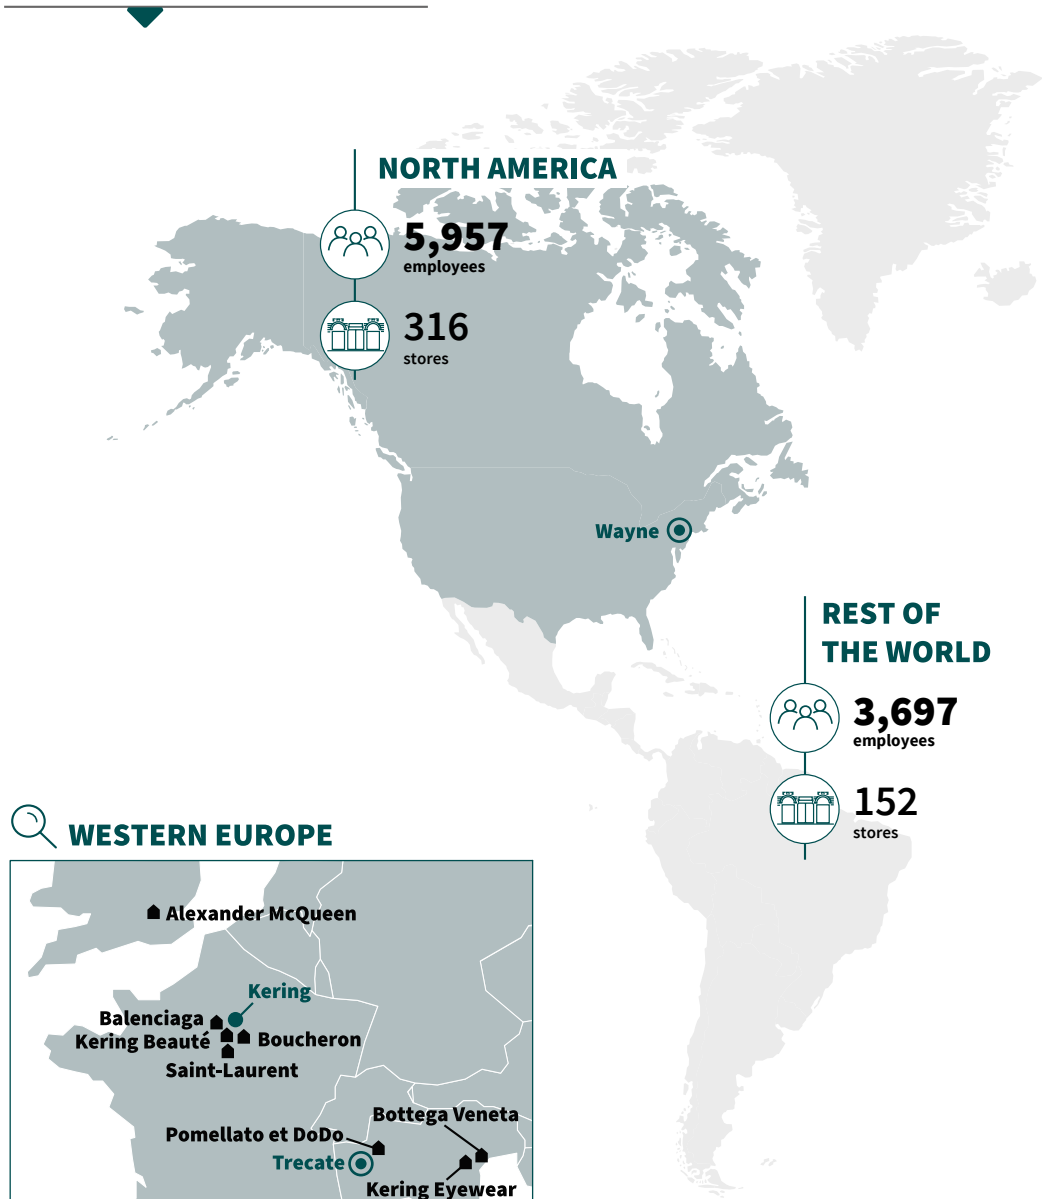 NORTH AMERICA
5,957
employees
316
stores
Wayne
REST OF
THE WORLD
3,697
employees
152
stores
WESTERN EUROPE
Alexander McQueen
Kering
Balenciaga
Kering Beauté
Boucheron
Saint-Laurent
Bottega Veneta
Pomellato et DoDo
Trecate
Kering Eyewear